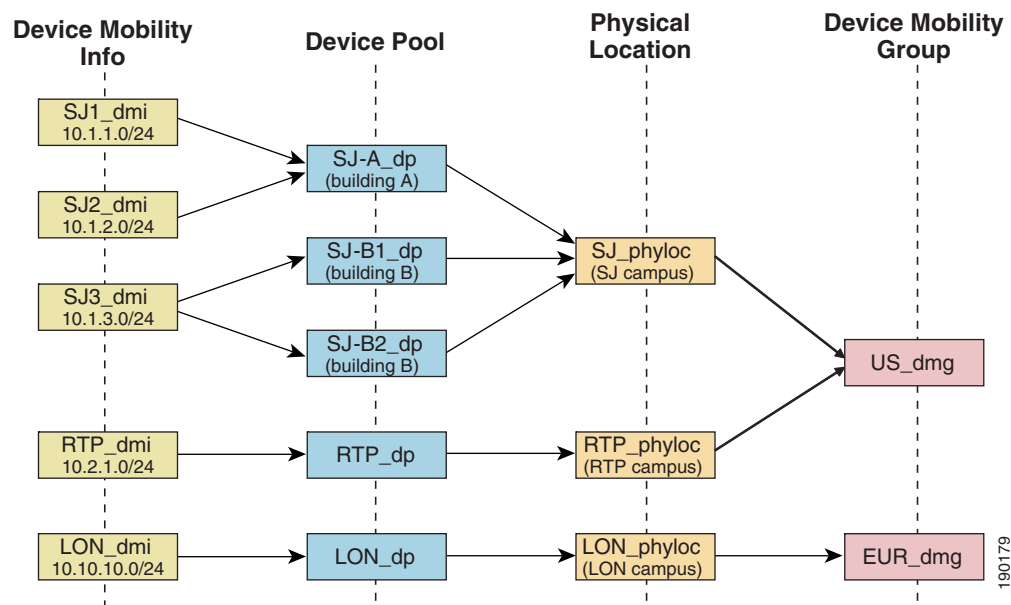 Device Mobility
Info
Device Pool
Physical
Location
Device Mobility
Group
SJ1_dmi
10.1.1.0/24
SJ-A_dp
(building A)
SJ2_dmi
10.1.2.0/24
SJ-B1_dp
(building B)
SJ_phyloc
(SJ campus)
SJ3_dmi
10.1.3.0/24
SJ-B2_dp
(building B)
US_dmg
RTP_dmi
10.2.1.0/24
RTP_dp
RTP_phyloc
(RTP campus)
LON_dmi
10.10.10.0/24
LON_dp
LON_phyloc
(LON campus)
EUR_dmg
190179